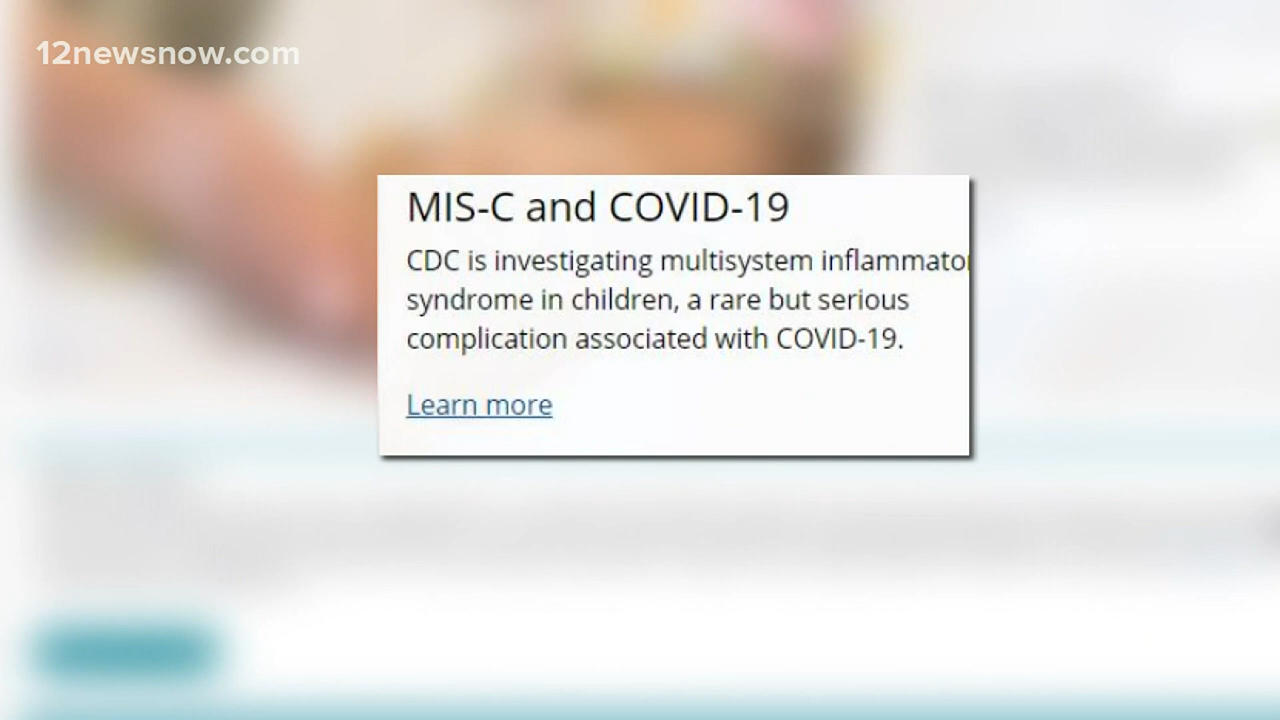 12newsnow.com
MIS-C and COVID-19
CDC is investigating multisystem inflammator
syndrome in children, a rare but serious
complication associated with COVID-19.
Learn more